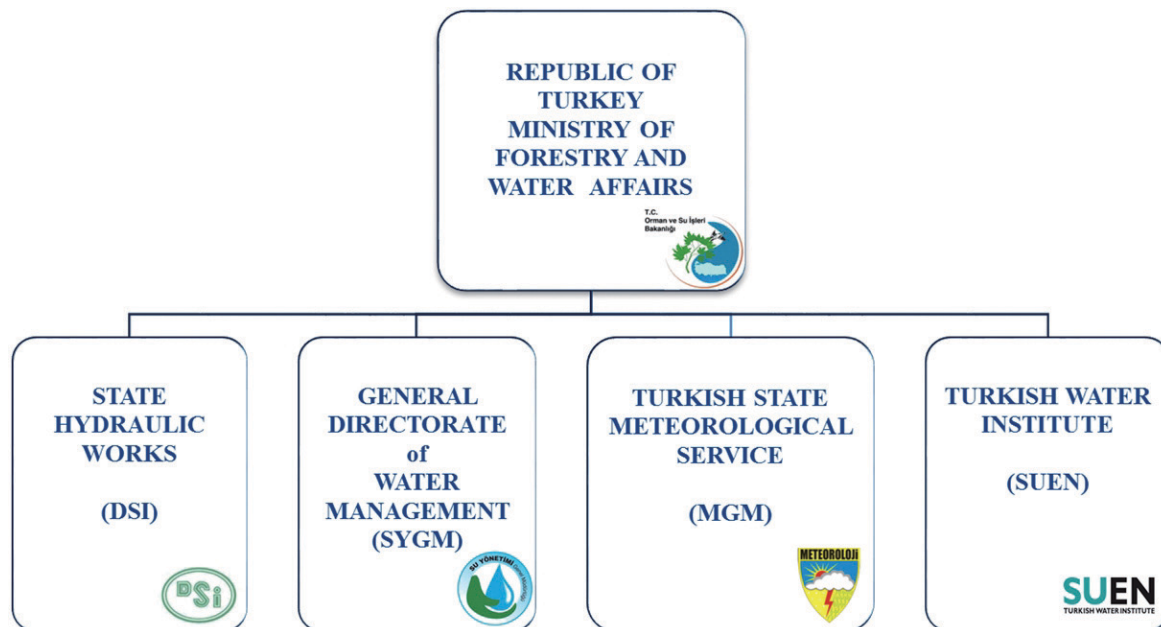 REPUBLIC OF
TURKEY
MINISTRY OF
FORESTRY AND
WATER AFFAIRS
T.C.
Orman ve Su İşleri
Bakanlığı
STATE
HYDRAULIC
WORKS
(DSI)
DSİ
GENERAL
DIRECTORATE
of
WATER
MANAGEMENT
(SYGM)
SU YÖNETİMİ Genel Müdürlüğü
TURKISH STATE
METEOROLOGICAL
SERVICE
(MGM)
METEOROLOJİ
TURKISH WATER
INSTITUTE
(SUEN)
SUEN
TURKISH WATER INSTITUTE